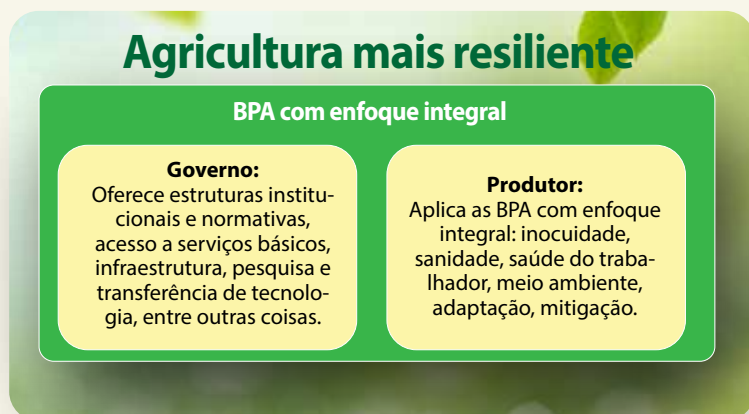 Agricultura mais resiliente
BPA com enfoque integral
Governo:
Oferece estruturas institu-
cionais e normativas,
acesso a serviços básicos,
infraestrutura, pesquisa e
transferência de tecnolo-
gia, entre outras coisas.
Produtor:
Aplica as BPA com enfoque
integral: inocuidade,
sanidade, saúde do traba-
lhador, meio ambiente,
adaptação, mitigação.